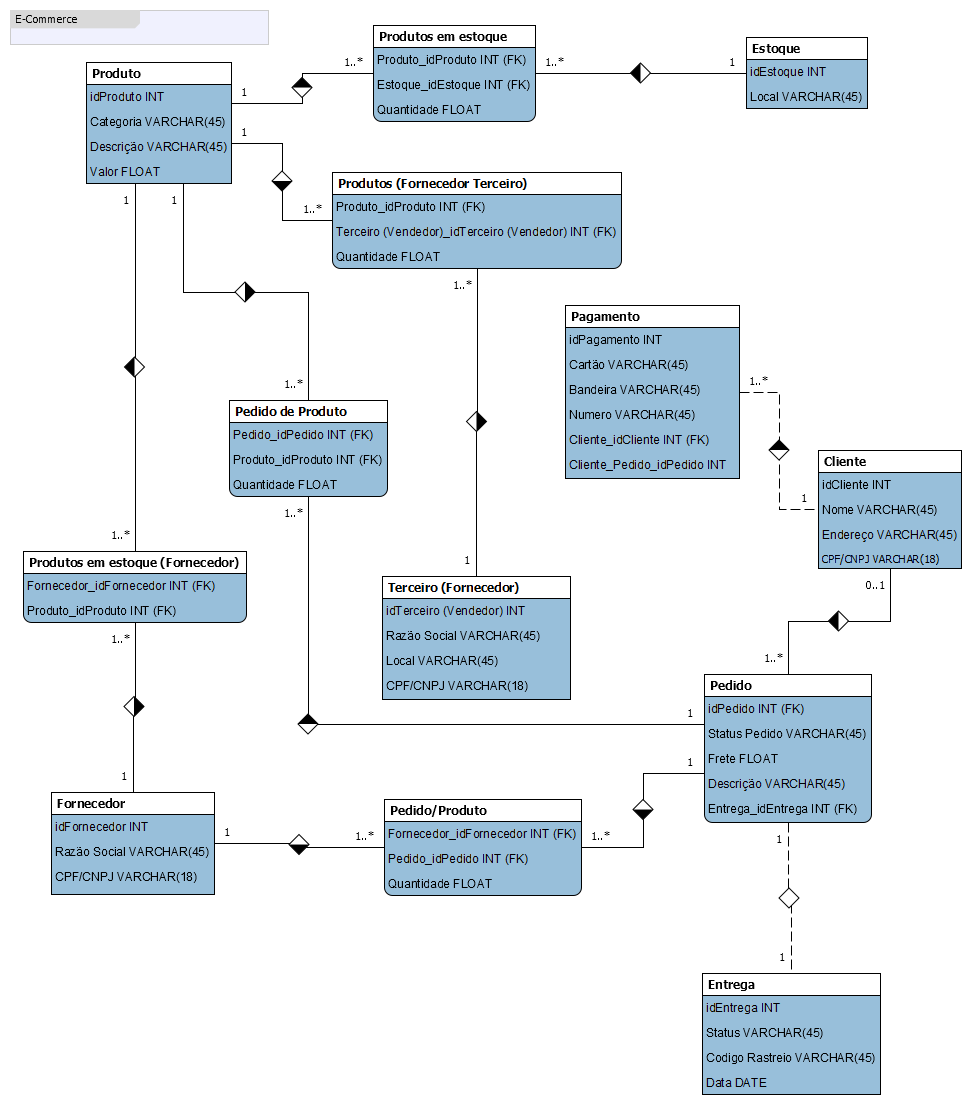 E-Commerce
Produtos em estoque
Produto_idProduto INT (FK)
Estoque_idEstoque INT (FK)
Quantidade FLOAT
1..*
1..*
1
Estoque
idEstoque INT
Local VARCHAR(45)
Produto
idProduto INT
Categoria VARCHAR(45)
Descrição VARCHAR(45)
Valor FLOAT
1
1
1
1
1..*
Produtos (Fornecedor Terceiro)
Produto_idProduto INT (FK)
Terceiro (Vendedor)_idTerceiro (Vendedor) INT (FK)
Quantidade FLOAT
1..*
Pagamento
idPagamento INT
Cartão VARCHAR(45)
Bandeira VARCHAR(45)
Numero VARCHAR(45)
Cliente_idCliente INT (FK)
Cliente_Pedido_idPedido INT
1..*
1
1..*
Pedido de Produto
Pedido_idPedido INT (FK)
Produto_idProduto INT (FK)
Quantidade FLOAT
1..*
Cliente
idCliente INT
Nome VARCHAR(45)
Endereço VARCHAR(45)
CPF/CNPJ VARCHAR(18)
0..1
1..*
1..*
Produtos em estoque (Fornecedor)
Fornecedor_idFornecedor INT (FK)
Produto_idProduto INT (FK)
1..*
1
1
Terceiro (Fornecedor)
idTerceiro (Vendedor) INT
Razão Social VARCHAR(45)
Local VARCHAR(45)
CPF/CNPJ VARCHAR(18)
Pedido
idPedido INT (FK)
Status Pedido VARCHAR(45)
Frete FLOAT
Descrição VARCHAR(45)
Entrega_idEntrega INT (FK)
1
1
1
1
Fornecedor
idFornecedor INT
Razão Social VARCHAR(45)
CPF/CNPJ VARCHAR(18)
1
1..*
Pedido/Produto
Fornecedor_idFornecedor INT (FK)
Pedido_idPedido INT (FK)
Quantidade FLOAT
1..*
Entrega
idEntrega INT
Status VARCHAR(45)
Codigo Rastreio VARCHAR(45)
Data DATE